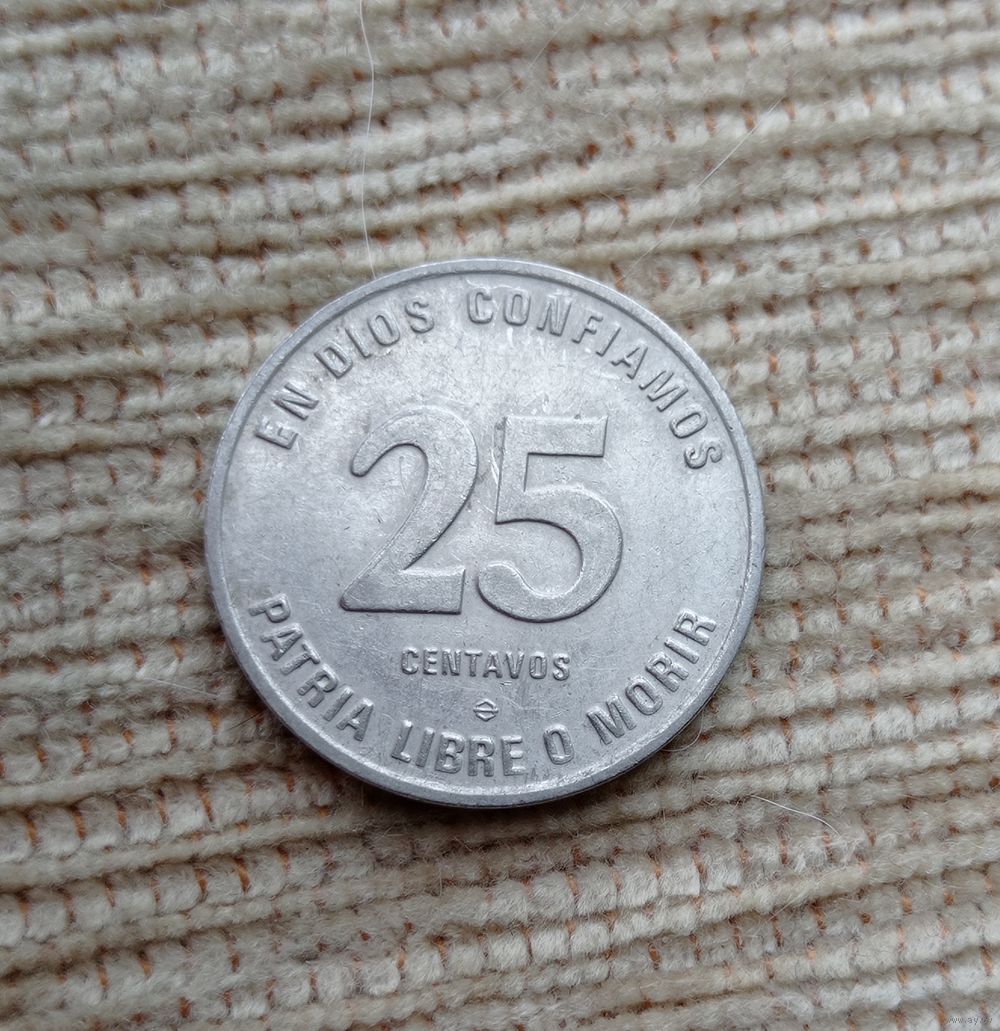 EN DIOS CONFIAMOS
25
CENTAVOS
PATRIA LIBRE O MORIR